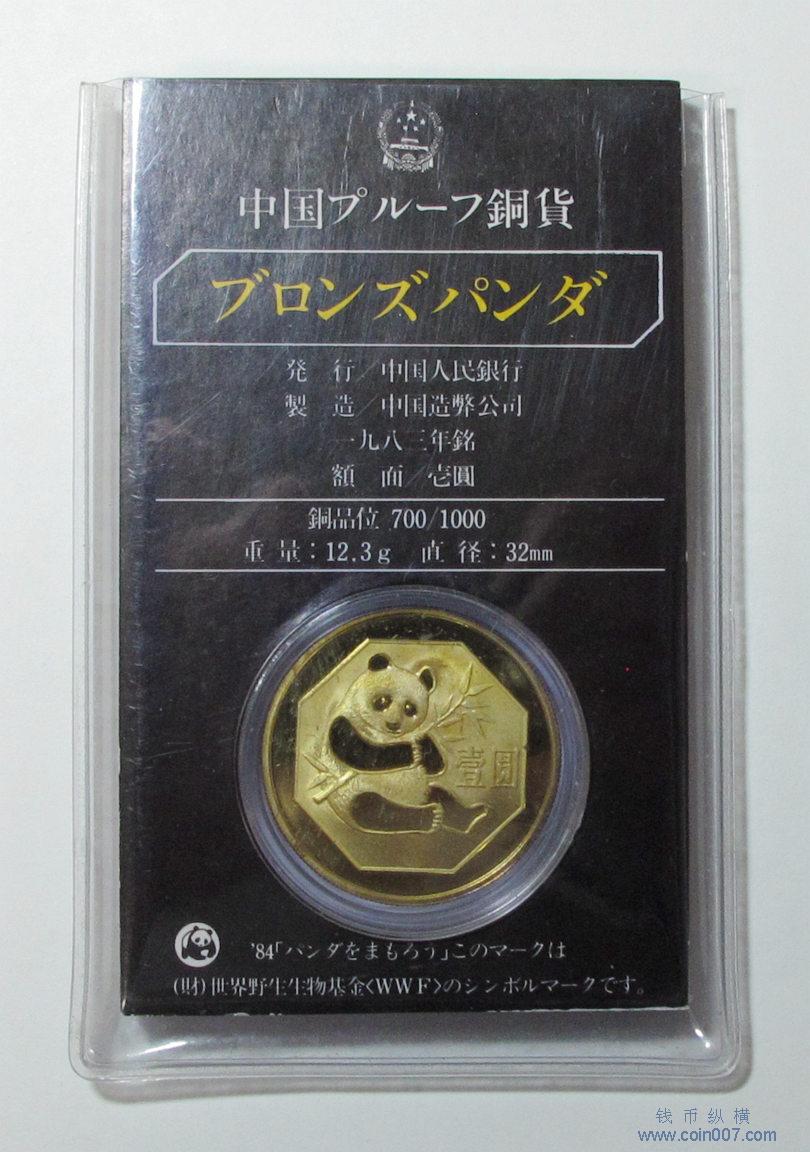 中国プルーフ銅貨
ブロンズパンダ
発 行/中国人民銀行
製 造/中国造幣公司
一九八三年銘
額 面/壱圓
銅品位 700/1000
重 量：12.3g 直 径：32mm
壹圆
'84「パンダをまもろう」このマークは
(財)世界野生生物基金〈WWF〉のシンボルマークです。
钱币纵横
www.coin007.com